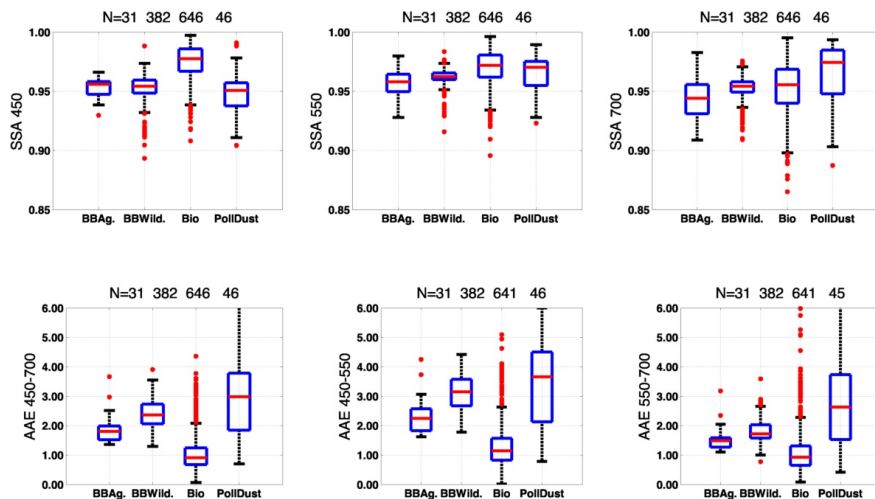 N=31 382 646 46
1.00
0.95
0.90
0.85
SSA 450
BBAg. BBWild. Bio PollDust
N=31 382 646 46
1.00
0.95
0.90
0.85
SSA 550
BBAg. BBWild. Bio PollDust
N=31 382 646 46
1.00
0.95
0.90
0.85
SSA 700
BBAg. BBWild. Bio PollDust
N=31 382 646 46
6.00
5.00
4.00
3.00
2.00
1.00
0.00
AAE 450-700
BBAg. BBWild. Bio PollDust
N=31 382 641 46
6.00
5.00
4.00
3.00
2.00
1.00
0.00
AAE 450-550
BBAg. BBWild. Bio PollDust
N=31 382 641 45
6.00
5.00
4.00
3.00
2.00
1.00
0.00
AAE 550-700
BBAg. BBWild. Bio PollDust